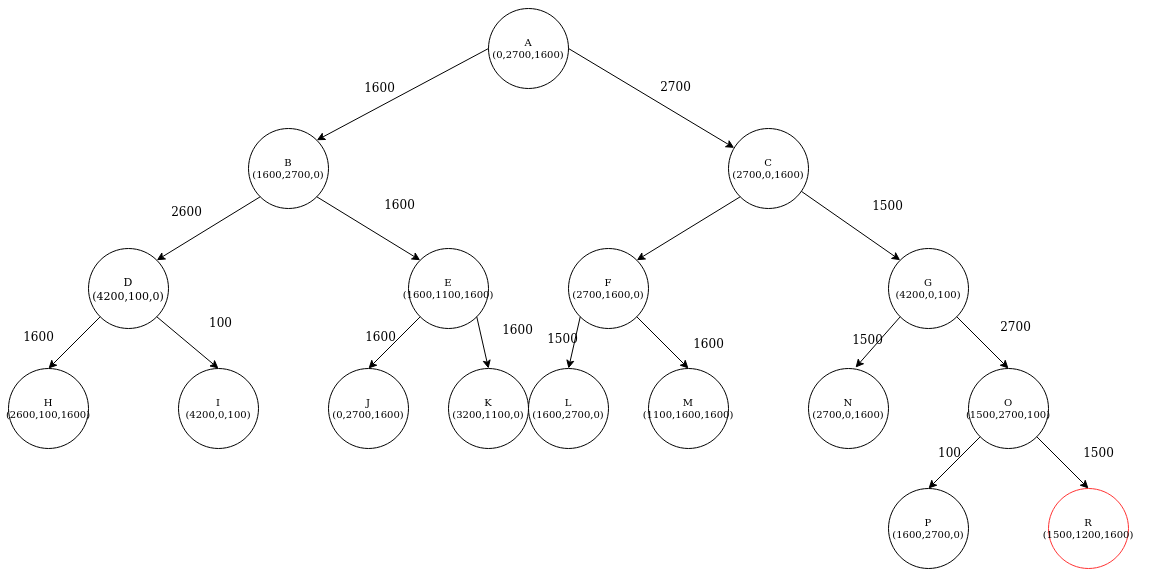 A
(0,2700,1600)
1600
2700
B
(1600,2700,0)
C
(2700,0,1600)
2600
1600
1500
D
(4200,100,0)
E
(1600,1100,1600)
F
(2700,1600,0)
G
(4200,0,100)
1600
100
1600
1600
1500
1600
1500
2700
H
(2600,100,1600)
I
(4200,0,100)
J
(0,2700,1600)
K
(3200,1100,0)
L
(1600,2700,0)
M
(1100,1600,1600)
N
(2700,0,1600)
O
(1500,2700,100)
100
1500
P
(1600,2700,0)
R
(1500,1200,1600)